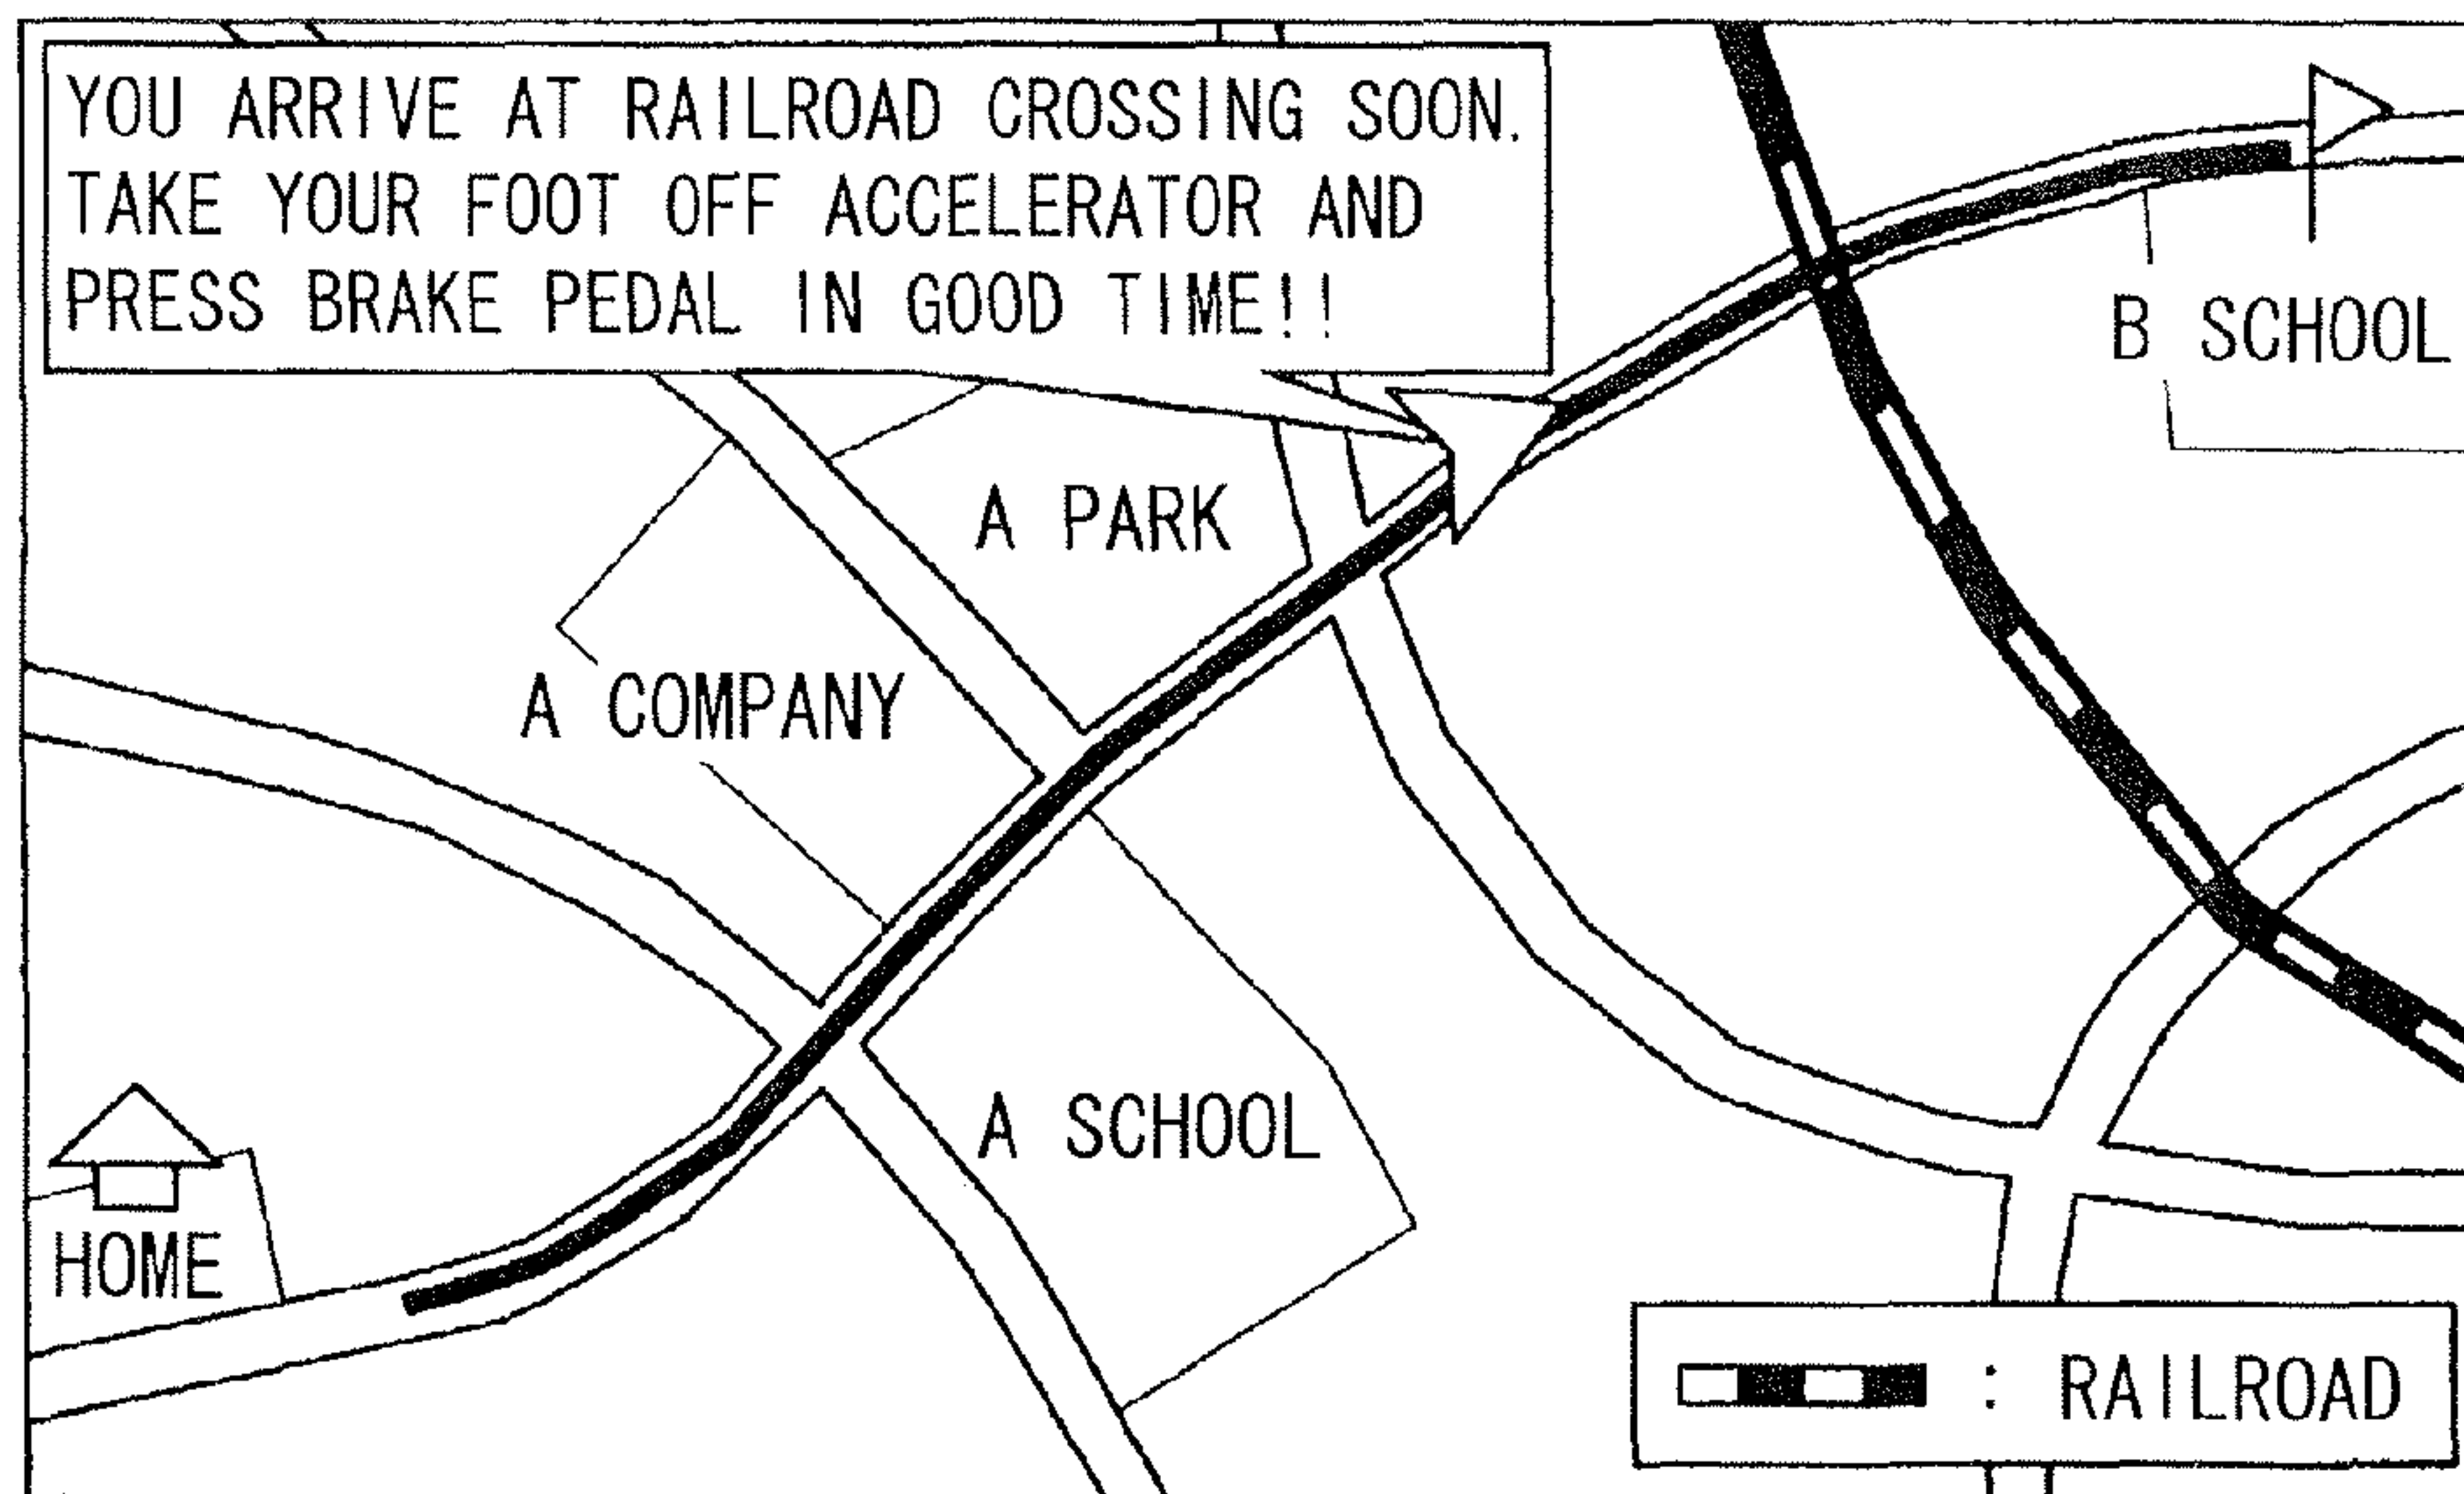 YOU ARRIVE AT RAILROAD CROSSING SOON.
TAKE YOUR FOOT OFF ACCELERATOR AND
PRESS BRAKE PEDAL IN GOOD TIME!!
B SCHOOL
A PARK
A COMPANY
A SCHOOL
HOME
: RAILROAD